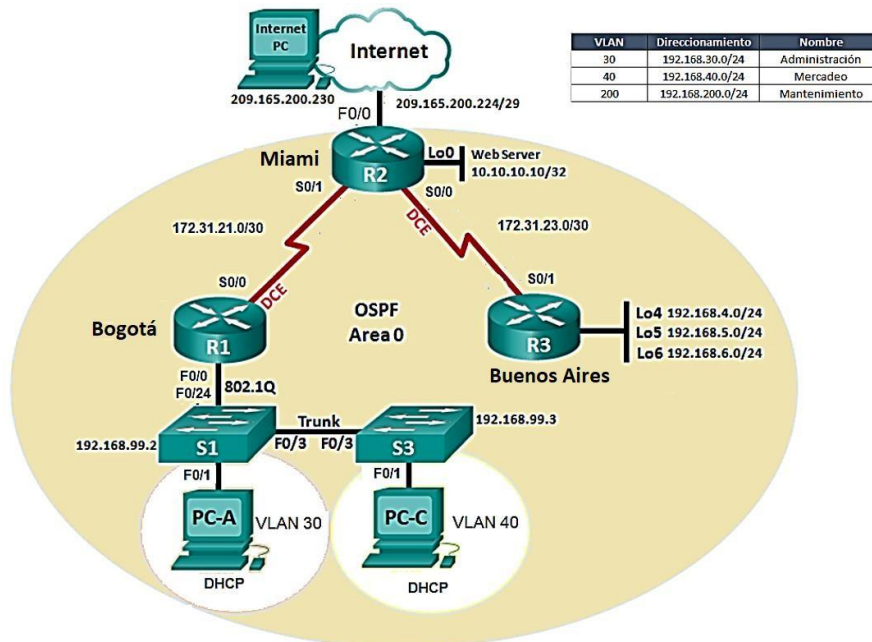 Internet
PC
Internet
209.165.200.230
209.165.200.224/29
F0/0
VLAN Direccionamiento Nombre
30 192.168.30.0/24 Administración
40 192.168.40.0/24 Mercadeo
200 192.168.200.0/24 Mantenimiento
Miami
R2
Lo0
Web Server
10.10.10.10/32
S0/1
S0/0
DCE
172.31.21.0/30
172.31.23.0/30
S0/0
DCE
S0/1
Bogotá
R1
OSPF
Area 0
R3
Buenos Aires
Lo4 192.168.4.0/24
Lo5 192.168.5.0/24
Lo6 192.168.6.0/24
F0/0
F0/24
802.1Q
192.168.99.2
S1
Trunk
F0/3 F0/3
S3
192.168.99.3
F0/1
F0/1
PC-A
VLAN 30
DHCP
PC-C
VLAN 40
DHCP